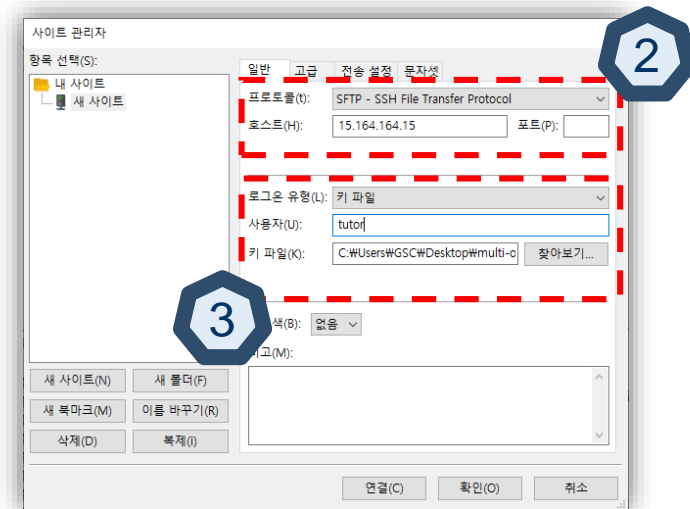 사이트 관리자
항목 선택(S):
내 사이트
새 사이트
새 사이트(N) 새 폴더(F)
새 북마크(M) 이름 바꾸기(R)
삭제(D) 복제(I)
일반 고급 전송 설정 문자셋
2
프로토콜(t): SFTP - SSH File Transfer Protocol
호스트(H): 15.164.164.15 포트(P):
로그온 유형(L): 키 파일
사용자(U): tutor
키 파일(K): C:₩Users₩GSC₩Desktop₩multi-o 찾아보기...
3
색(B): 없음
(M):
연결(C) 확인(O) 취소